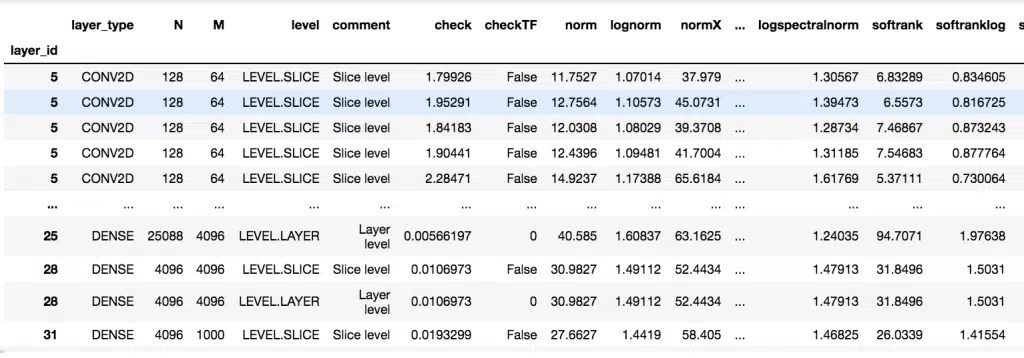 layer_type N M level comment check checkTF norm lognorm normX ... logspectralnorm softrank softranklog
layer_id
5 CONV2D 128 64 LEVEL.SLICE Slice level 1.79926 False 11.7527 1.07014 37.979 ... 1.30567 6.83289 0.834605
5 CONV2D 128 64 LEVEL.SLICE Slice level 1.95291 False 12.7564 1.10573 45.0731 ... 1.39473 6.5573 0.816725
5 CONV2D 128 64 LEVEL.SLICE Slice level 1.84183 False 12.0308 1.08029 39.3708 ... 1.28734 7.46867 0.873243
5 CONV2D 128 64 LEVEL.SLICE Slice level 1.90441 False 12.4396 1.09481 41.7004 ... 1.31185 7.54683 0.877764
5 CONV2D 128 64 LEVEL.SLICE Slice level 2.28471 False 14.9237 1.17388 65.6184 ... 1.61769 5.37111 0.730064
... ... ... ... ... ... ... ... ... ... ... ... ... ... ...
25 DENSE 25088 4096 LEVEL.LAYER Layer level 0.00566197 0 40.585 1.60837 63.1625 ... 1.24035 94.7071 1.97638
28 DENSE 4096 4096 LEVEL.SLICE Slice level 0.0106973 False 30.9827 1.49112 52.4434 ... 1.47913 31.8496 1.5031
28 DENSE 4096 4096 LEVEL.LAYER Layer level 0.0106973 0 30.9827 1.49112 52.4434 ... 1.47913 31.8496 1.5031
31 DENSE 4096 1000 LEVEL.SLICE Slice level 0.0193299 False 27.6627 1.4419 58.405 ... 1.46825 26.0339 1.41554